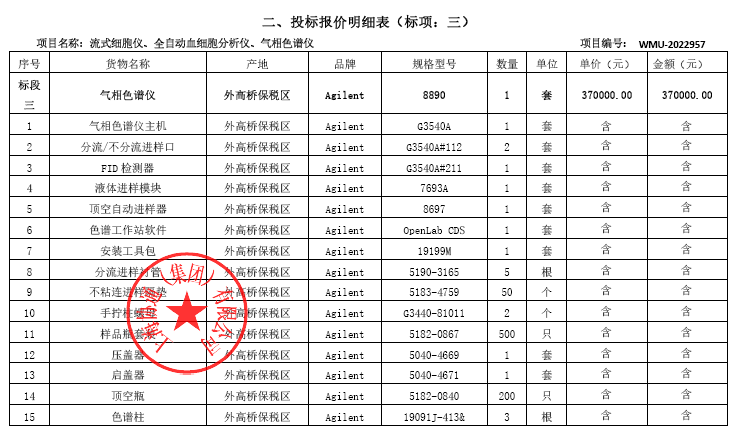 二、投标报价明细表（标项：三）
项目名称：流式细胞仪、全自动血细胞分析仪、气相色谱仪 项目编号： WMU-2022957
序号 货物名称 产地 品牌 规格型号 数量 单位 单价（元） 金额（元）
标段三 气相色谱仪 外高桥保税区 Agilent 8890 1 套 370000.00 370000.00
1 气相色谱仪主机 外高桥保税区 Agilent G3540A 1 套 含 含
2 分流/不分流进样口 外高桥保税区 Agilent G3540A#112 2 套 含 含
3 FID 检测器 外高桥保税区 Agilent G3540A#211 1 套 含 含
4 液体进样模块 外高桥保税区 Agilent 7693A 1 套 含 含
5 顶空自动进样器 外高桥保税区 Agilent 8697 1 套 含 含
6 色谱工作站软件 外高桥保税区 Agilent OpenLab CDS 1 套 含 含
7 安装工具包 外高桥保税区 Agilent 19199M 1 套 含 含
8 分流进样衬管 外高桥保税区 Agilent 5190-3165 5 根 含 含
9 不粘连进样 垫 外高桥保税区 Agilent 5183-4759 50 个 含 含
10 手拧柱螺 外高桥保税区 Agilent G3440-81011 2 个 含 含
11 样品瓶套 外高桥保税区 Agilent 5182-0867 500 只 含 含
12 压盖器 外高桥保税区 Agilent 5040-4669 1 套 含 含
13 启盖器 外高桥保税区 Agilent 5040-4671 1 套 含 含
14 顶空瓶 外高桥保税区 Agilent 5182-0840 200 只 含 含
15 色谱柱 外高桥保税区 Agilent 19091J-413& 3 根 含 含
上 （集团）有限公司